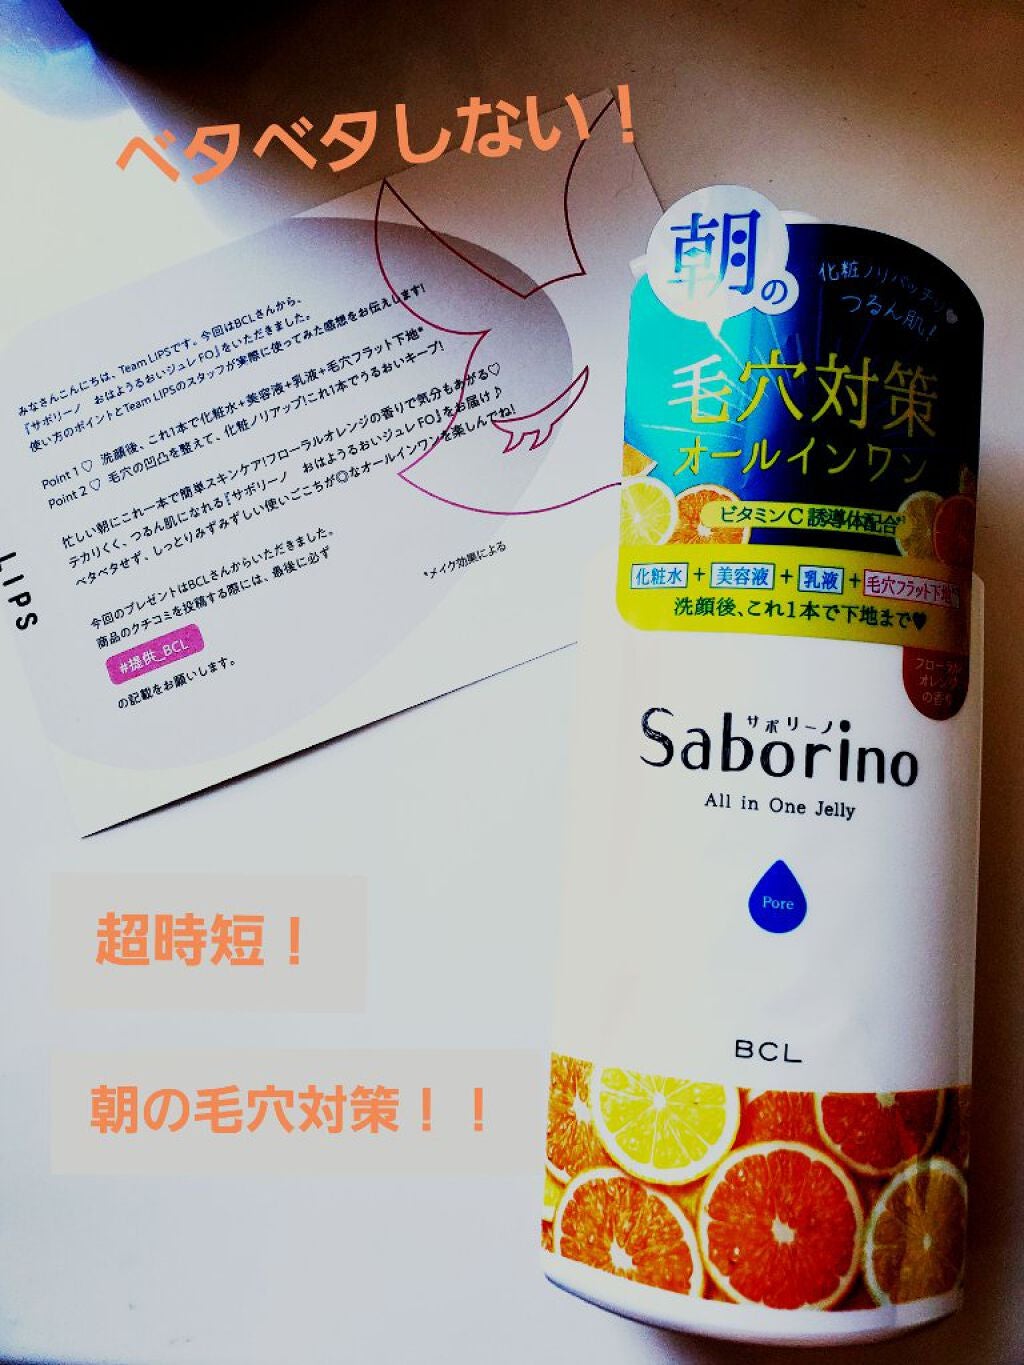 ベタベタしない！
みなさんこんにちは、Team LIPSです。今回はBCLさんから、
『サボリーノ　おはようるおいジュレ FO』をいただきました。
使い方のポイントとTeam LIPSのスタッフが実際に使ってみた感想をお伝えします!
Point 1♡ 洗顔後、これ1本で化粧水+美容液+乳液+毛穴フラット下地*
Point 2♡ 毛穴の凹凸を整えて、化粧ノリアップ!これ1本でうるおいキープ!
忙しい朝にこれ一本で簡単スキンケア!フローラルオレンジの香りで気分もあがる♡
テカりにくく、つるん肌になれる『サボリーノ　おはようるおいジュレ FO』をお届け♪
ベタベタせず、しっとりみずみずしい使いごこちが◎なオールインワンを楽しんでね!
*メイク効果による
今回のプレゼントはBCLさんからいただきました。
商品のクチコミを投稿する際には、最後に必ず
#提供_BCL
の記載をお願いします。
LIPS
朝の
化粧ノリバッチリ♥
つるん肌!
毛穴対策
オールインワン
ビタミンC誘導体配合
化粧水+美容液+乳液+毛穴フラット下地
洗顔後、これ1本で下地まで♥
フローラル
オレンジ
の香り
サボリーノ
Saborino
All in One Jelly
Pore
BCL
超時短！
朝の毛穴対策！！